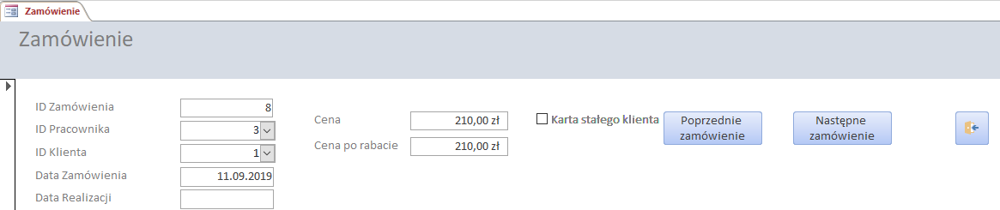 Zamówienie
Zamówienie
ID Zamówienia 8
ID Pracownika 3
ID Klienta 1
Data Zamówienia 11.09.2019
Data Realizacji
Cena 210,00 zł
Cena po rabacie 210,00 zł
Karta stałego klienta
Poprzednie
zamówienie
Następne
zamówienie